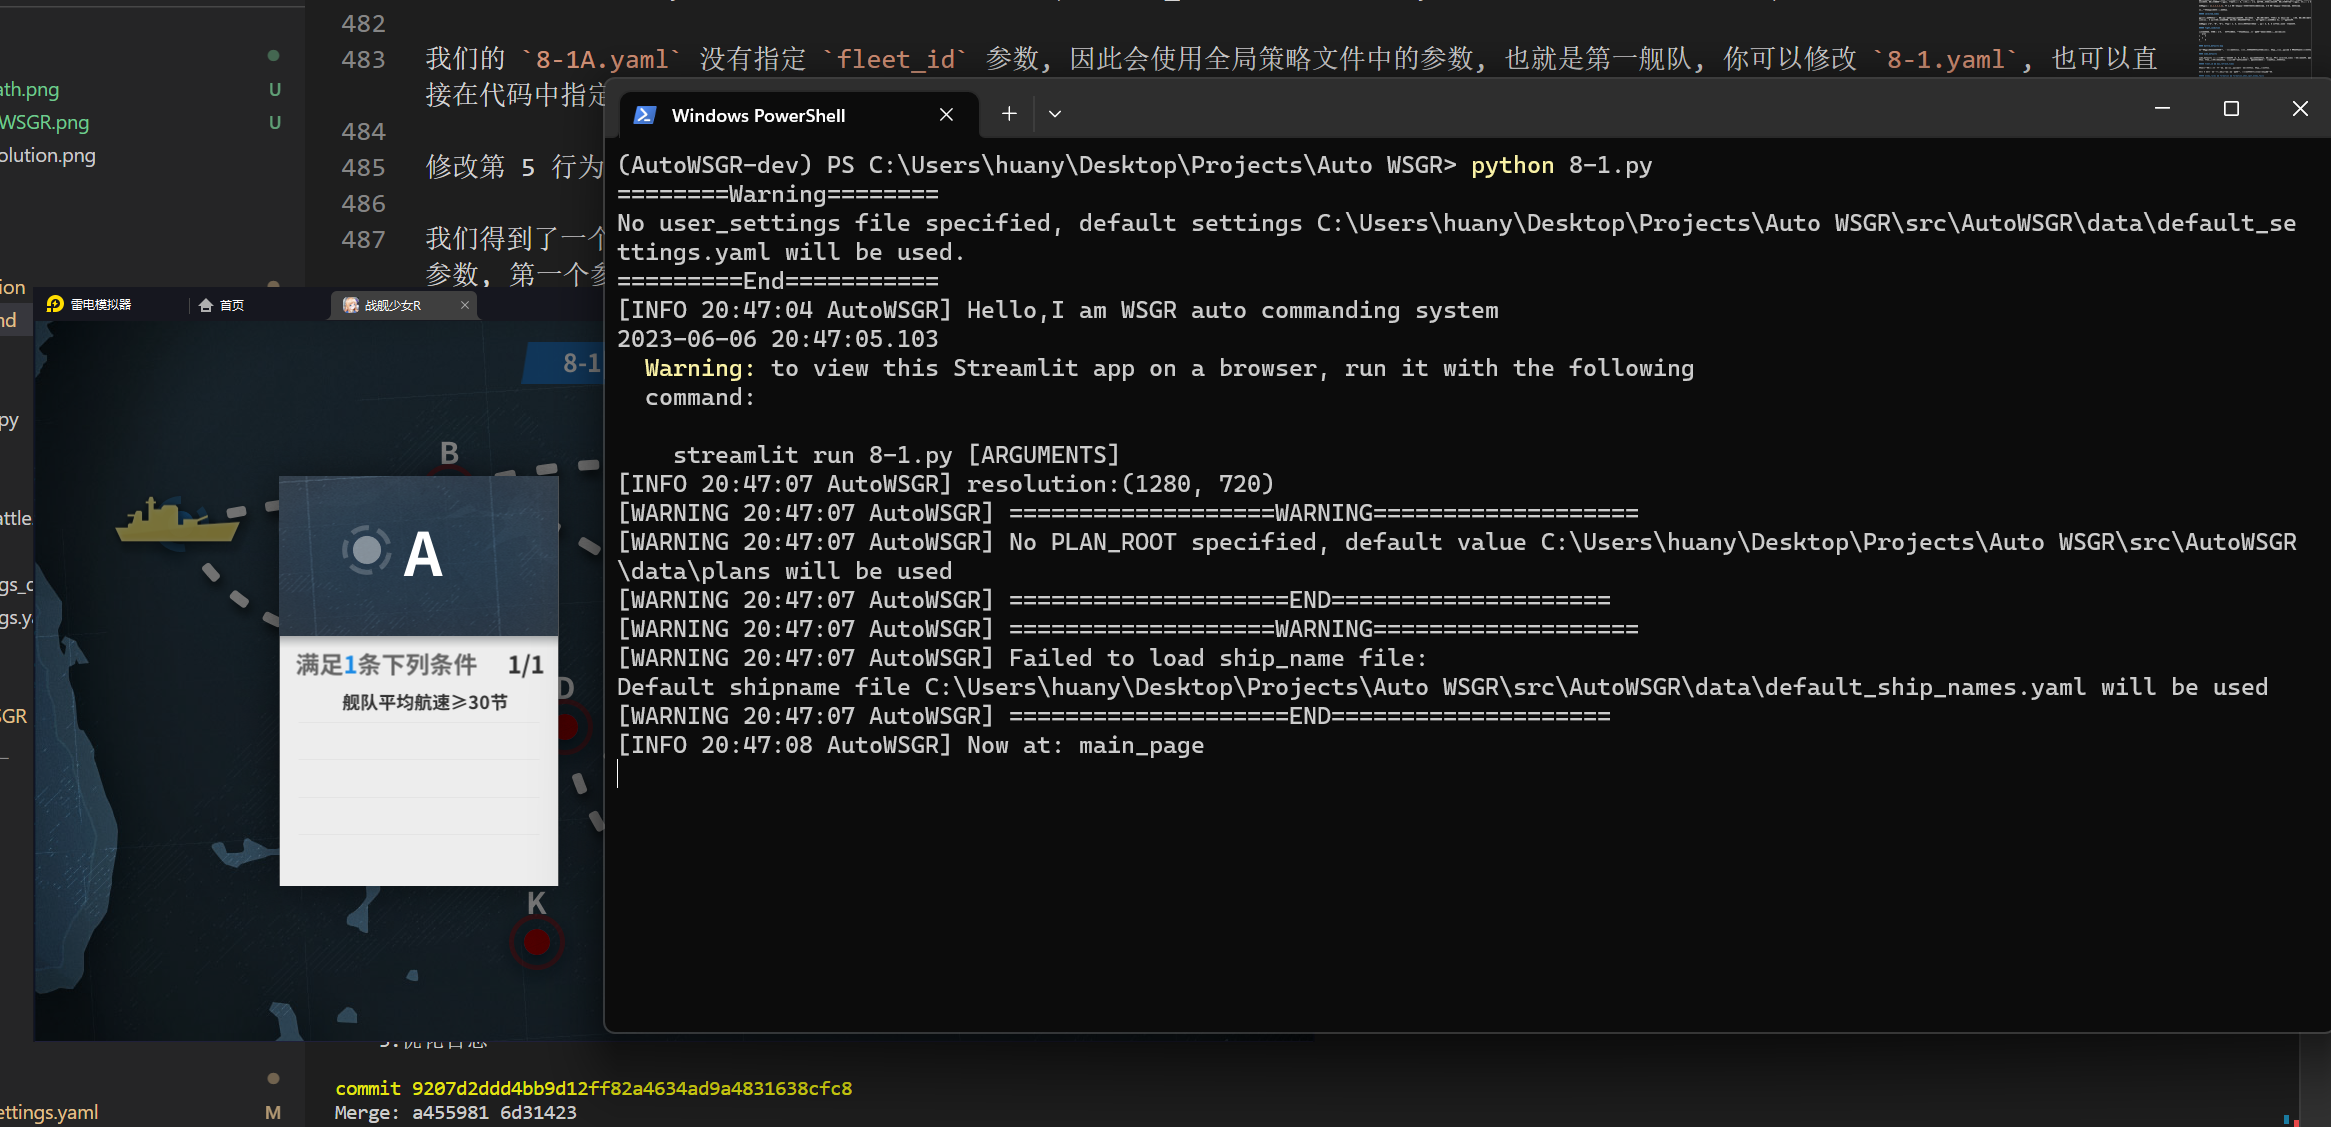 482
483 我们的 `8-1A.yaml` 没有指定 `fleet_id` 参数, 因此会使用全局策略文件中的参数, 也就是第一舰队, 你可以修改 `8-1.yaml`, 也可以直
接在代码中指定
484
485 修改第 5 行为
486
487 我们得到了一个
参数, 第一个参
ath.png U
WSGR.png U
olution.png
ion
nd
py
attle.
gs_d
gs.ya
SGR
ettings.yaml M
雷电模拟器
首页
战舰少女R
8-1
B
A
满足1条下列条件 1/1
舰队平均航速≥30节
D
K
Windows PowerShell
(AutoWSGR-dev) PS C:\Users\huany\Desktop\Projects\Auto WSGR> python 8-1.py
========Warning========
No user_settings file specified, default settings C:\Users\huany\Desktop\Projects\Auto WSGR\src\AutoWSGR\data\default_se
ttings.yaml will be used.
=========End===========
[INFO 20:47:04 AutoWSGR] Hello,I am WSGR auto commanding system
2023-06-06 20:47:05.103
Warning: to view this Streamlit app on a browser, run it with the following
command:
streamlit run 8-1.py [ARGUMENTS]
[INFO 20:47:07 AutoWSGR] resolution:(1280, 720)
[WARNING 20:47:07 AutoWSGR] ===================WARNING===================
[WARNING 20:47:07 AutoWSGR] No PLAN_ROOT specified, default value C:\Users\huany\Desktop\Projects\Auto WSGR\src\AutoWSGR
\data\plans will be used
[WARNING 20:47:07 AutoWSGR] ====================END====================
[WARNING 20:47:07 AutoWSGR] ===================WARNING===================
[WARNING 20:47:07 AutoWSGR] Failed to load ship_name file:
Default shipname file C:\Users\huany\Desktop\Projects\Auto WSGR\src\AutoWSGR\data\default_ship_names.yaml will be used
[WARNING 20:47:07 AutoWSGR] ====================END====================
[INFO 20:47:08 AutoWSGR] Now at: main_page
commit 9207d2ddd4bb9d12ff82a4634ad9a4831638cfc8
Merge: a455981 6d31423